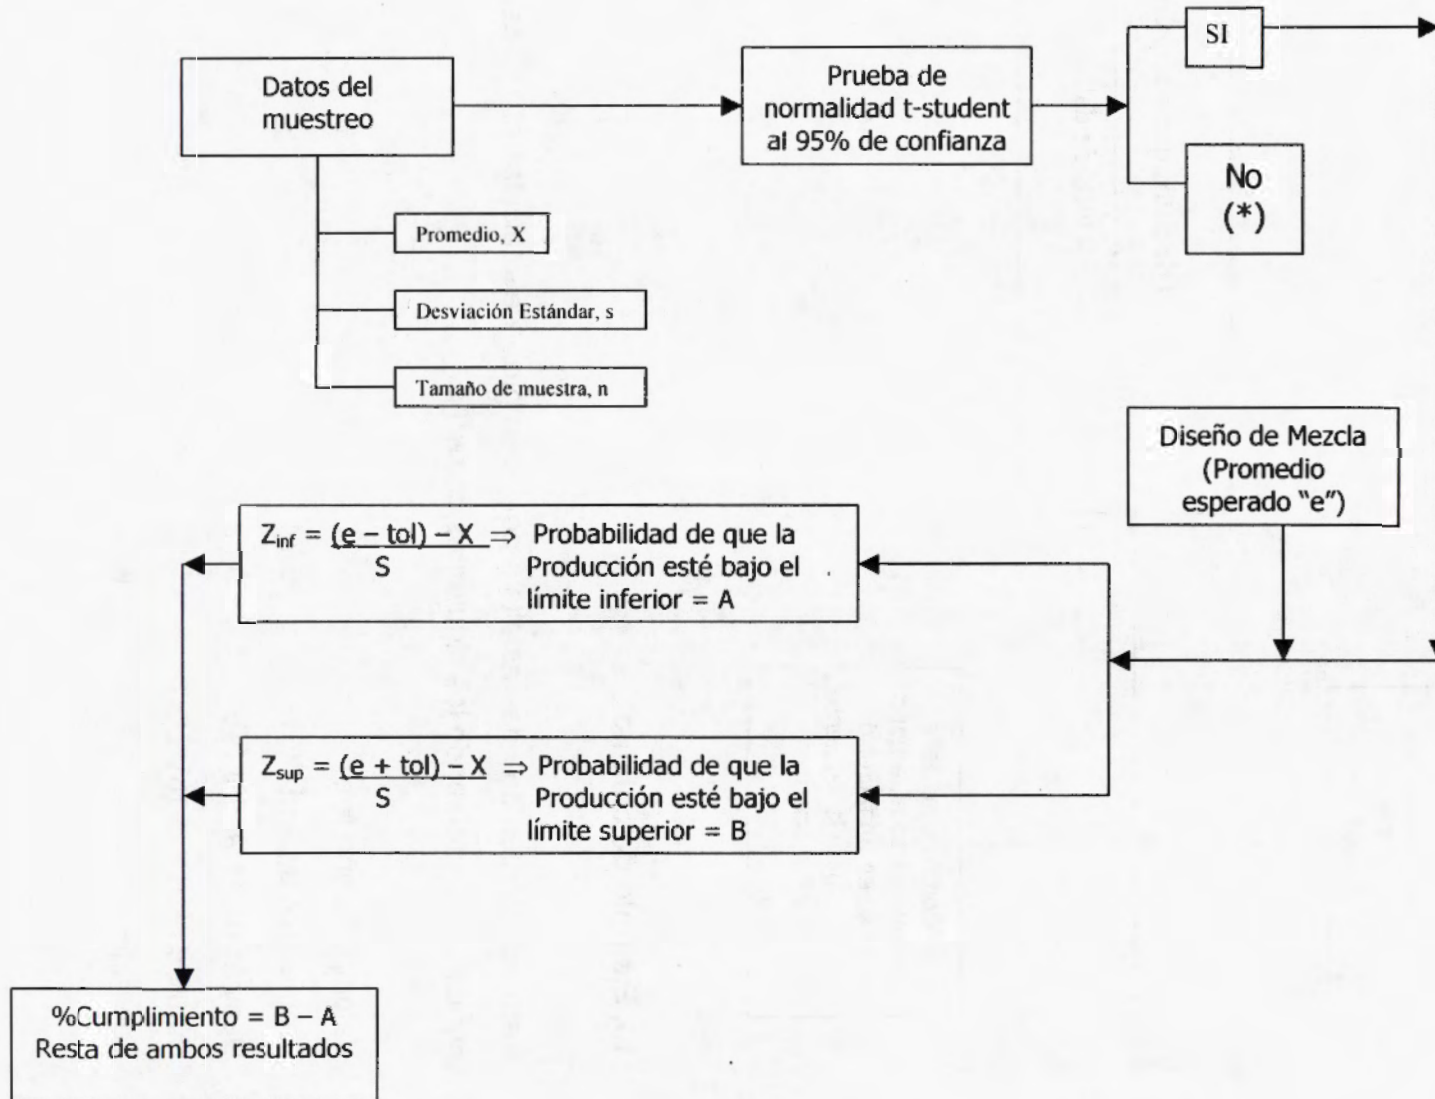 Datos del
muestreo
Prueba de
normalidad t-student
al 95% de confianza
SI
No
(*)
Promedio, X
Desviación Estándar, s
Tamaño de muestra, n
Diseño de Mezcla
(Promedio
esperado "e")
Zinf = (e – tol) – X ⇒ Probabilidad de que la
S Producción esté bajo el
límite inferior = A
Zsup = (e + tol) – X ⇒ Probabilidad de que la
S Producción esté bajo el
límite superior = B
%Cumplimiento = B – A
Resta de ambos resultados